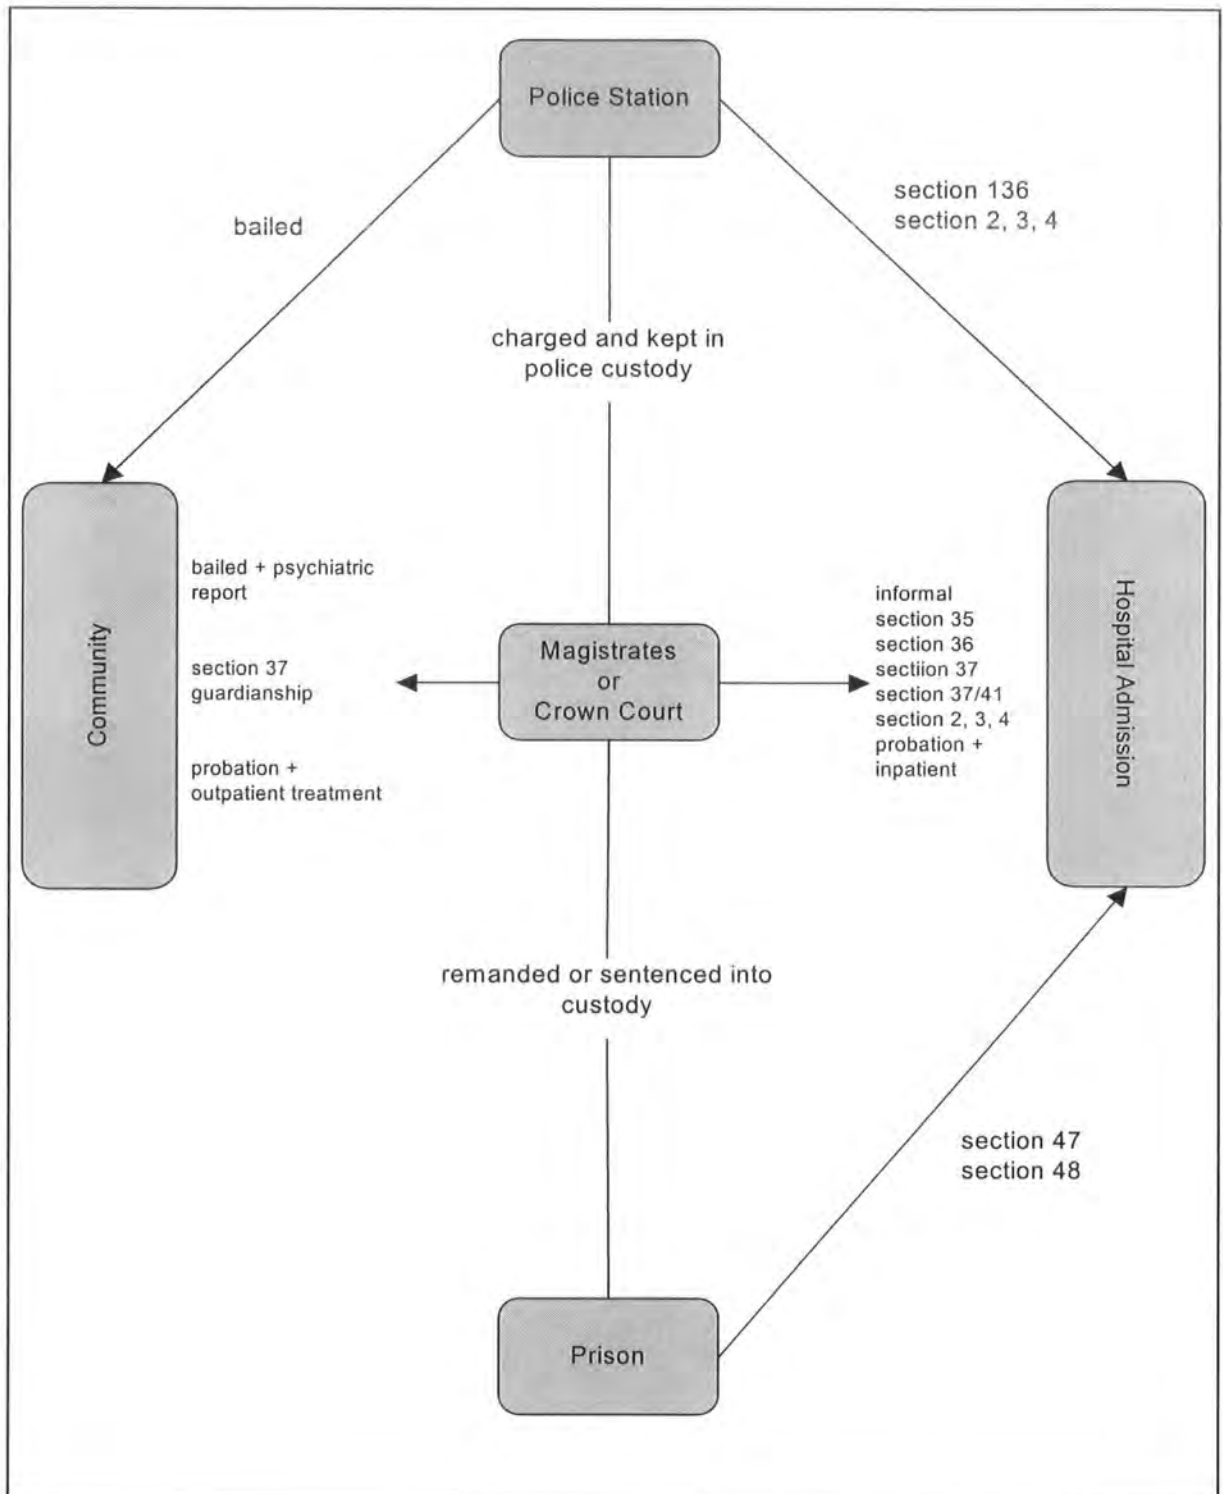 Police Station
section 136
section 2, 3, 4
bailed
charged and kept in
police custody
Community
bailed + psychiatric
report
section 37
guardianship
probation +
outpatient treatment
Magistrates
or
Crown Court
informal
section 35
section 36
sectiion 37
section 37/41
section 2, 3, 4
probation +
inpatient
Hospital Admission
remanded or sentenced into
custody
section 47
section 48
Prison